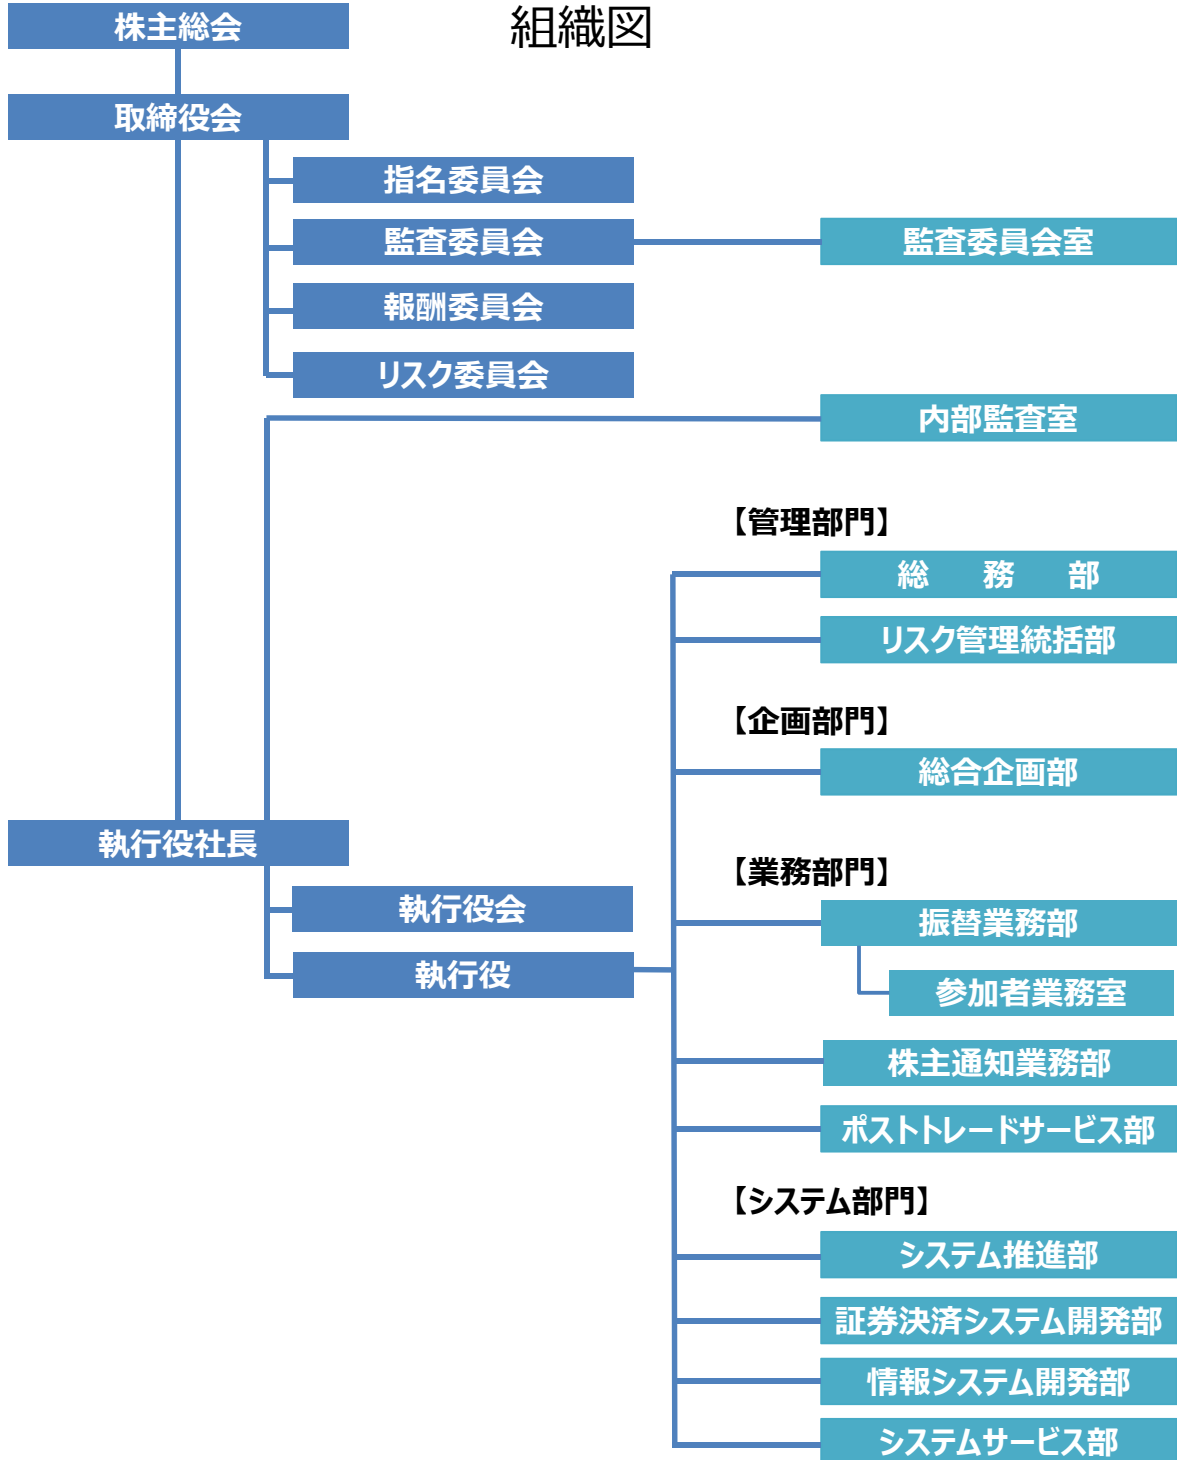 組織図
株主総会
取締役会
指名委員会
監査委員会
監査委員会室
報酬委員会
リスク委員会
内部監査室
【管理部門】
総　務　部
リスク管理統括部
【企画部門】
総合企画部
執行役社長
【業務部門】
執行役会
振替業務部
執行役
参加者業務室
株主通知業務部
ポストトレードサービス部
【システム部門】
システム推進部
証券決済システム開発部
情報システム開発部
システムサービス部